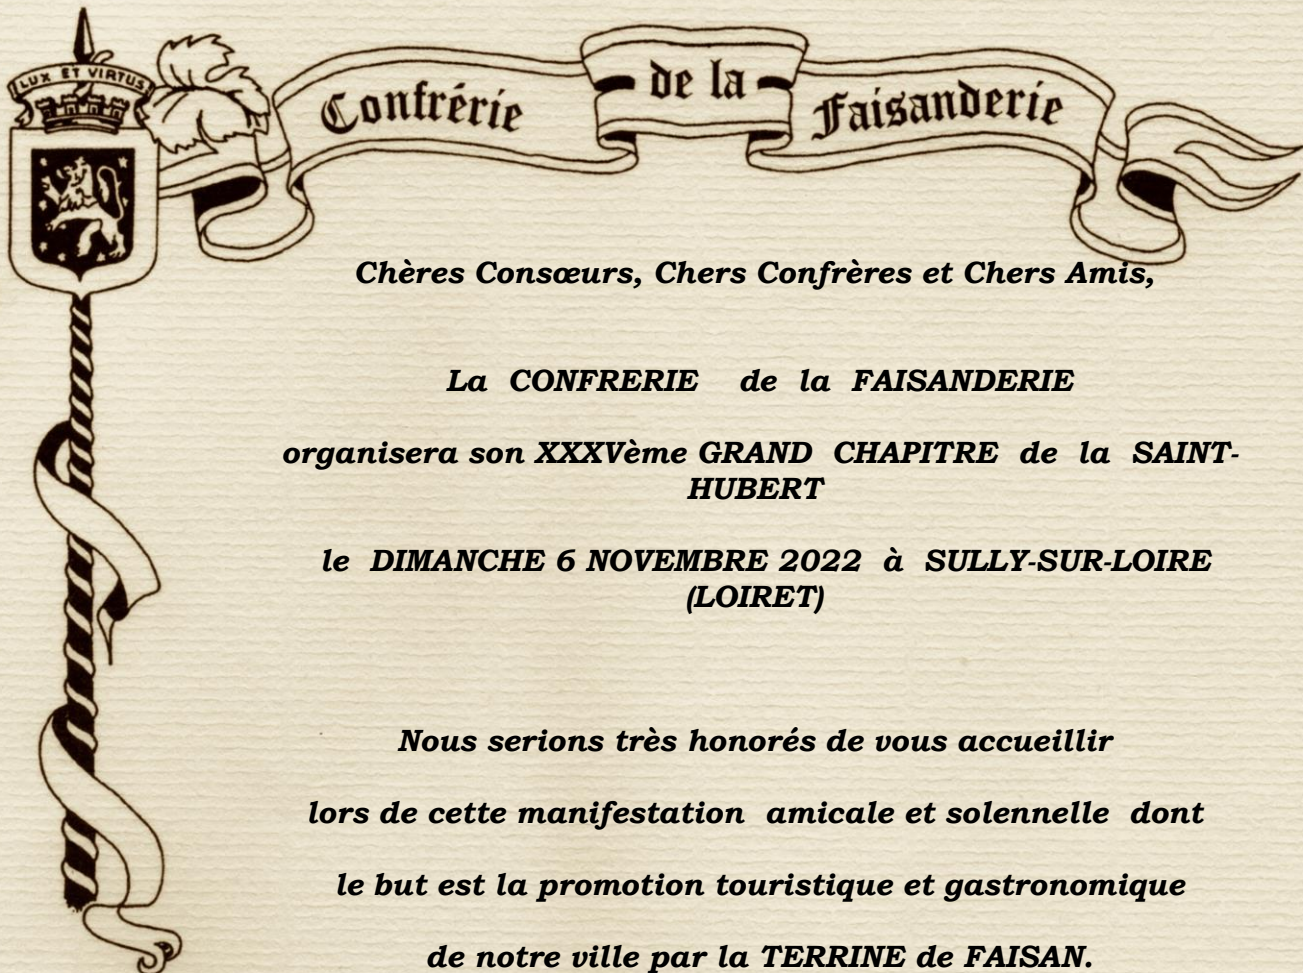 LUX ET VIRTUS
Confrérie de la Faisanderie
Chères Consœurs, Chers Confrères et Chers Amis,
La CONFRERIE de la FAISANDERIE
organisera son XXXVème GRAND CHAPITRE de la SAINT-
HUBERT
le DIMANCHE 6 NOVEMBRE 2022 à SULLY-SUR-LOIRE
(LOIRET)
Nous serions très honorés de vous accueillir
lors de cette manifestation amicale et solennelle dont
le but est la promotion touristique et gastronomique
de notre ville par la TERRINE de FAISAN.